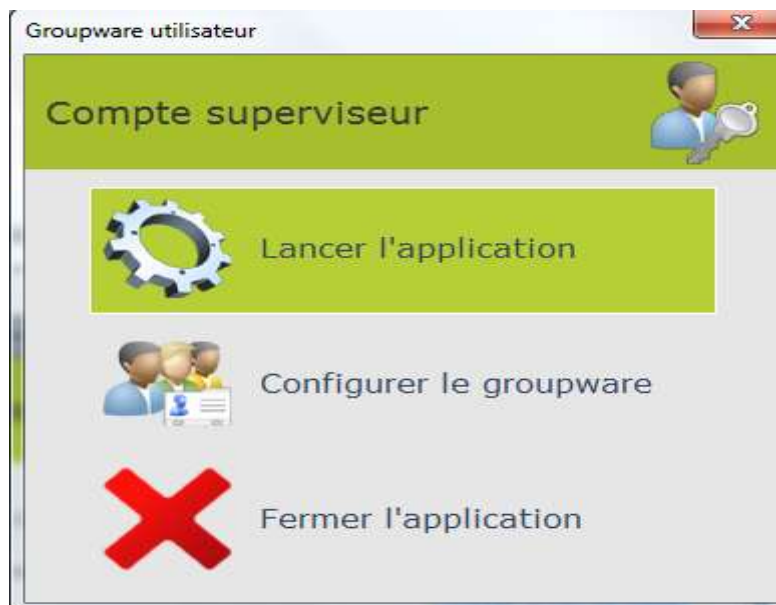 Groupware utilisateur
Compte superviseur
Lancer l'application
Configurer le groupware
Fermer l'application